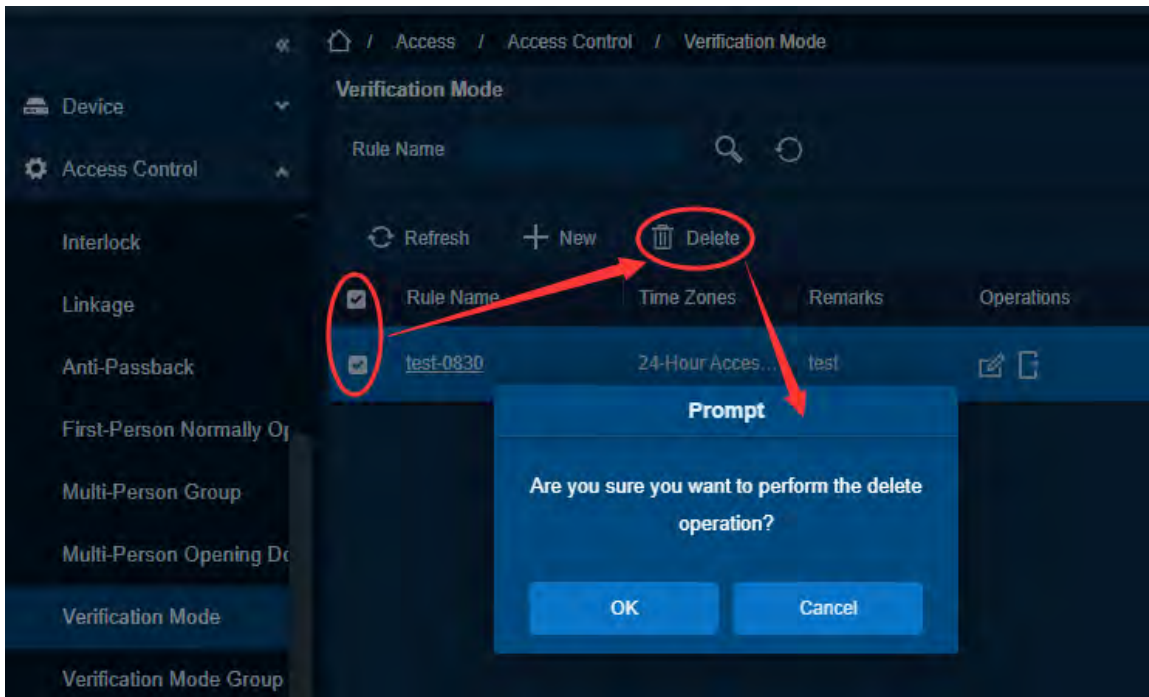 / Access / Access Control / Verification Mode
Device
Access Control
Interlock
Linkage
Anti-Passback
First-Person Normally Op
Multi-Person Group
Multi-Person Opening Do
Verification Mode
Verification Mode Group
Verification Mode
Rule Name
Refresh New Delete
Rule Name Time Zones Remarks Operations
test-0830 24-Hour Acces... test
Prompt
Are you sure you want to perform the delete
operation?
OK Cancel